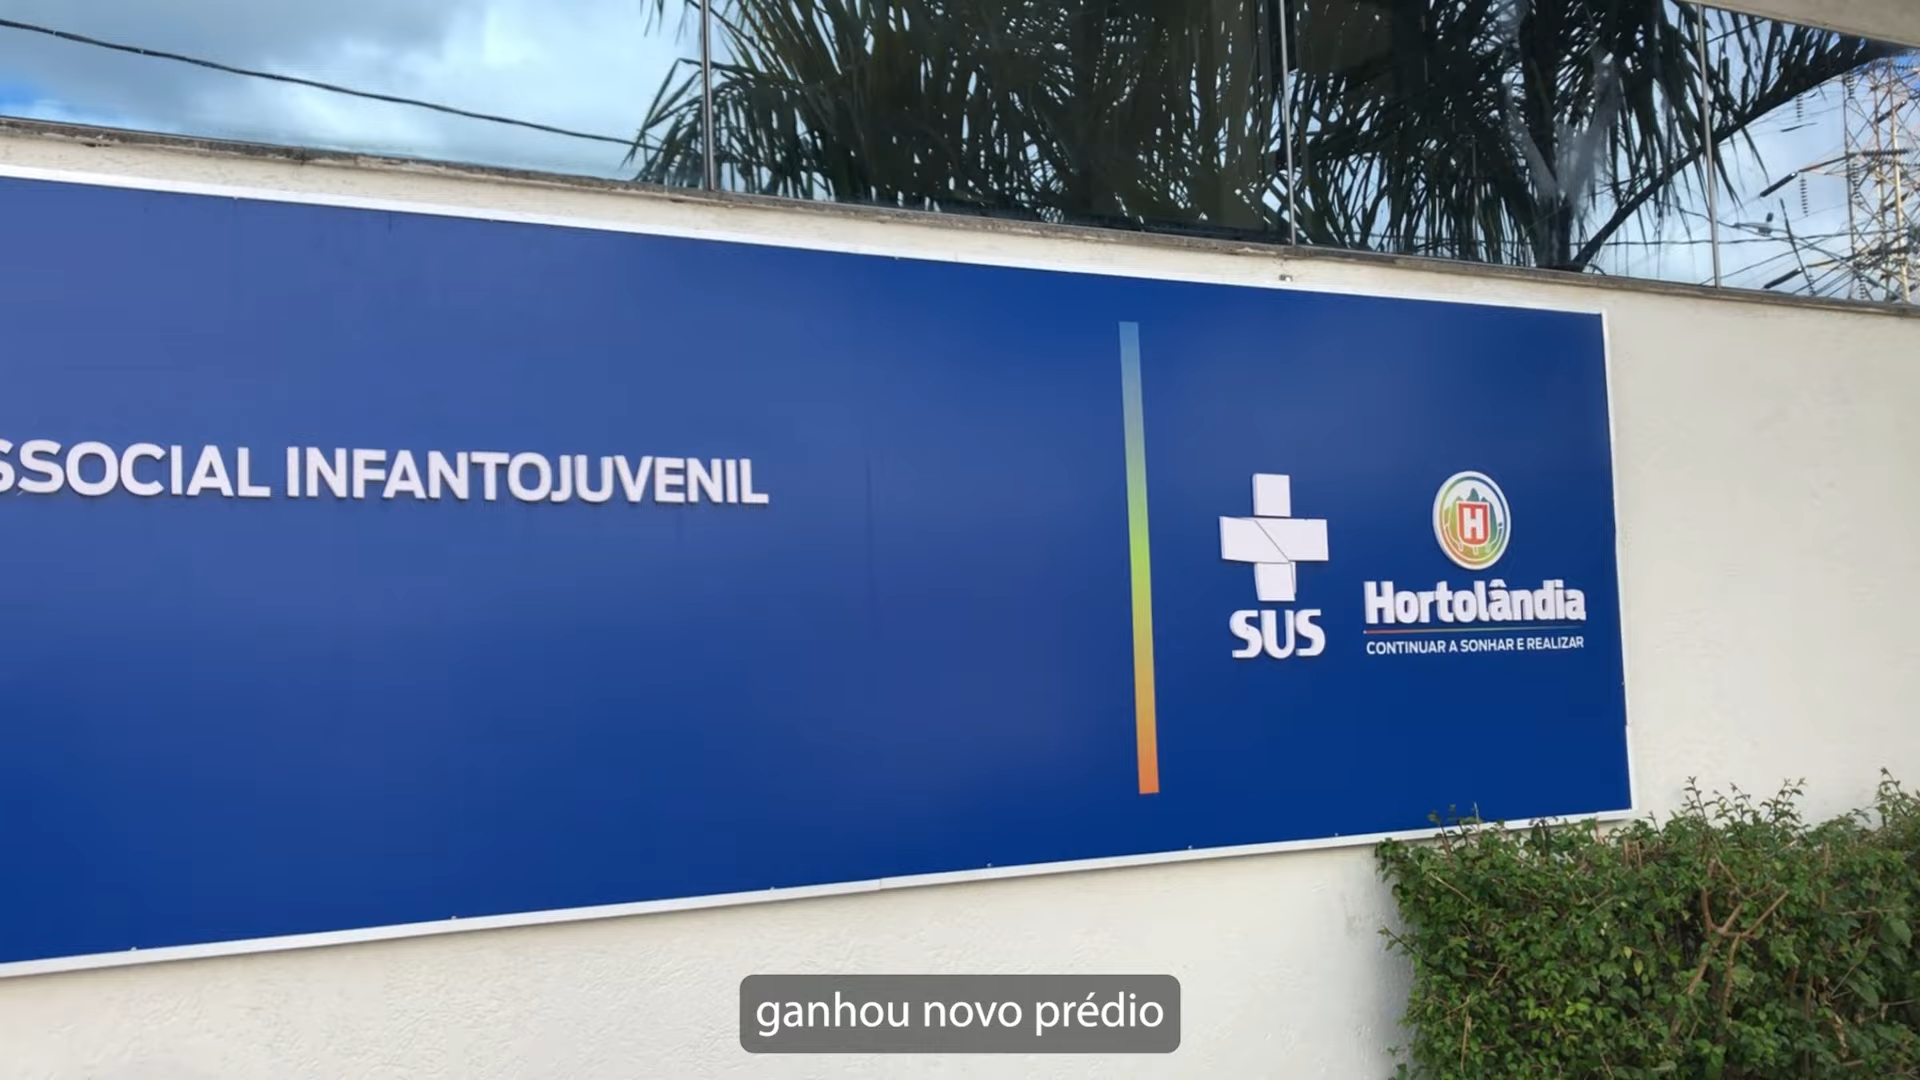 SSOCIAL INFANTOJUVENIL
SUS
H
Hortolândia
CONTINUAR A SONHAR E REALIZAR
ganhou novo prédio